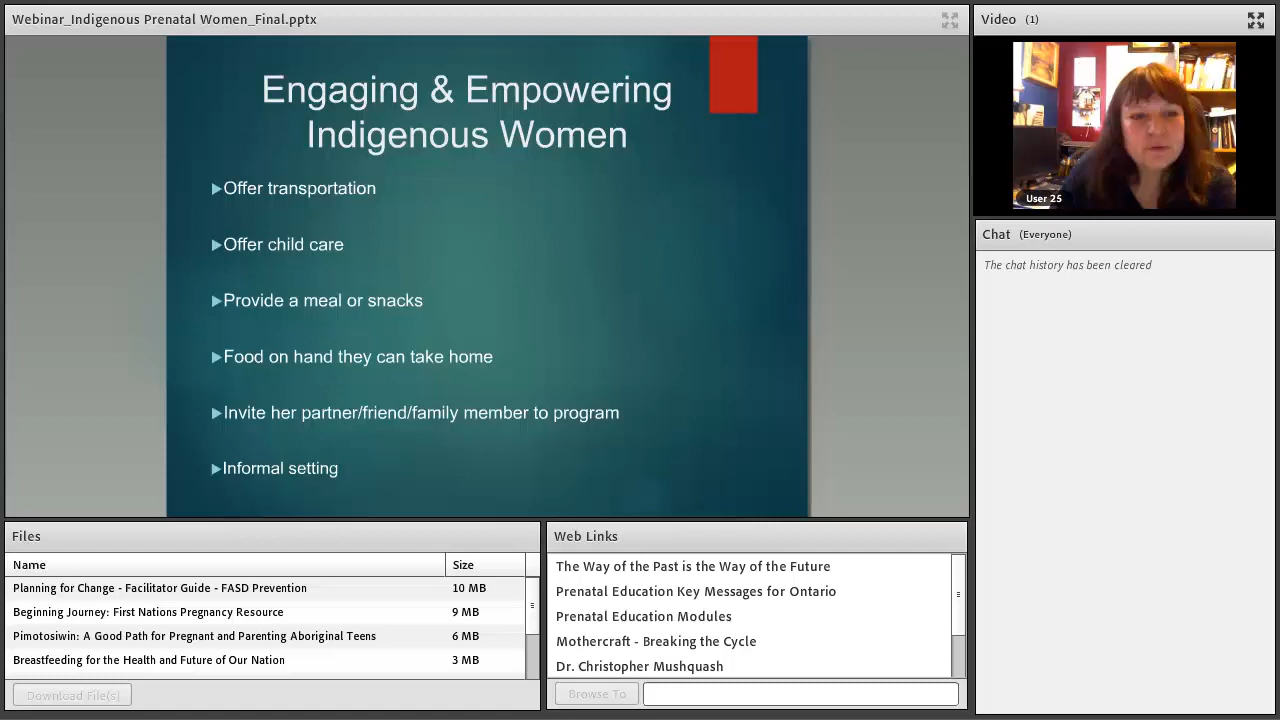 Webinar_Indigenous Prenatal Women_Final.pptx
Engaging & Empowering
Indigenous Women
Offer transportation
Offer child care
Provide a meal or snacks
Food on hand they can take home
Invite her partner/friend/family member to program
Informal setting
Video (1)
User 25
Chat (Everyone)
The chat history has been cleared
Files
Name Size
Planning for Change - Facilitator Guide - FASD Prevention 10 MB
Beginning Journey: First Nations Pregnancy Resource 9 MB
Pimotosiwin: A Good Path for Pregnant and Parenting Aboriginal Teens 6 MB
Breastfeeding for the Health and Future of Our Nation 3 MB
Download File(s)
Web Links
The Way of the Past is the Way of the Future
Prenatal Education Key Messages for Ontario
Prenatal Education Modules
Mothercraft - Breaking the Cycle
Dr. Christopher Mushquash
Browse To